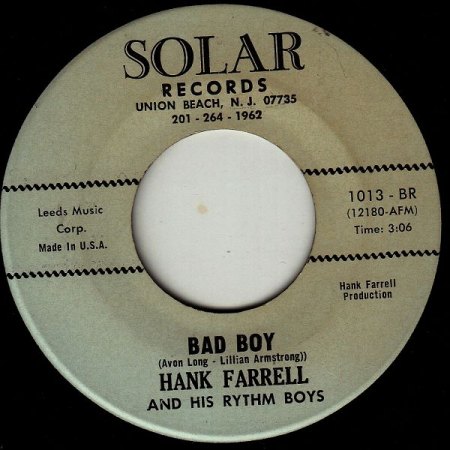 SOLAR
RECORDS
UNION BEACH, N. J. 07735
201 - 264 - 1962
Leeds Music
Corp.
Made In U.S.A.
1013 - BR
(12180-AFM)
Time: 3:06
Hank Farrell
Production
BAD BOY
(Avon Long - Lillian Armstrong))
HANK FARRELL
AND HIS RYTHM BOYS